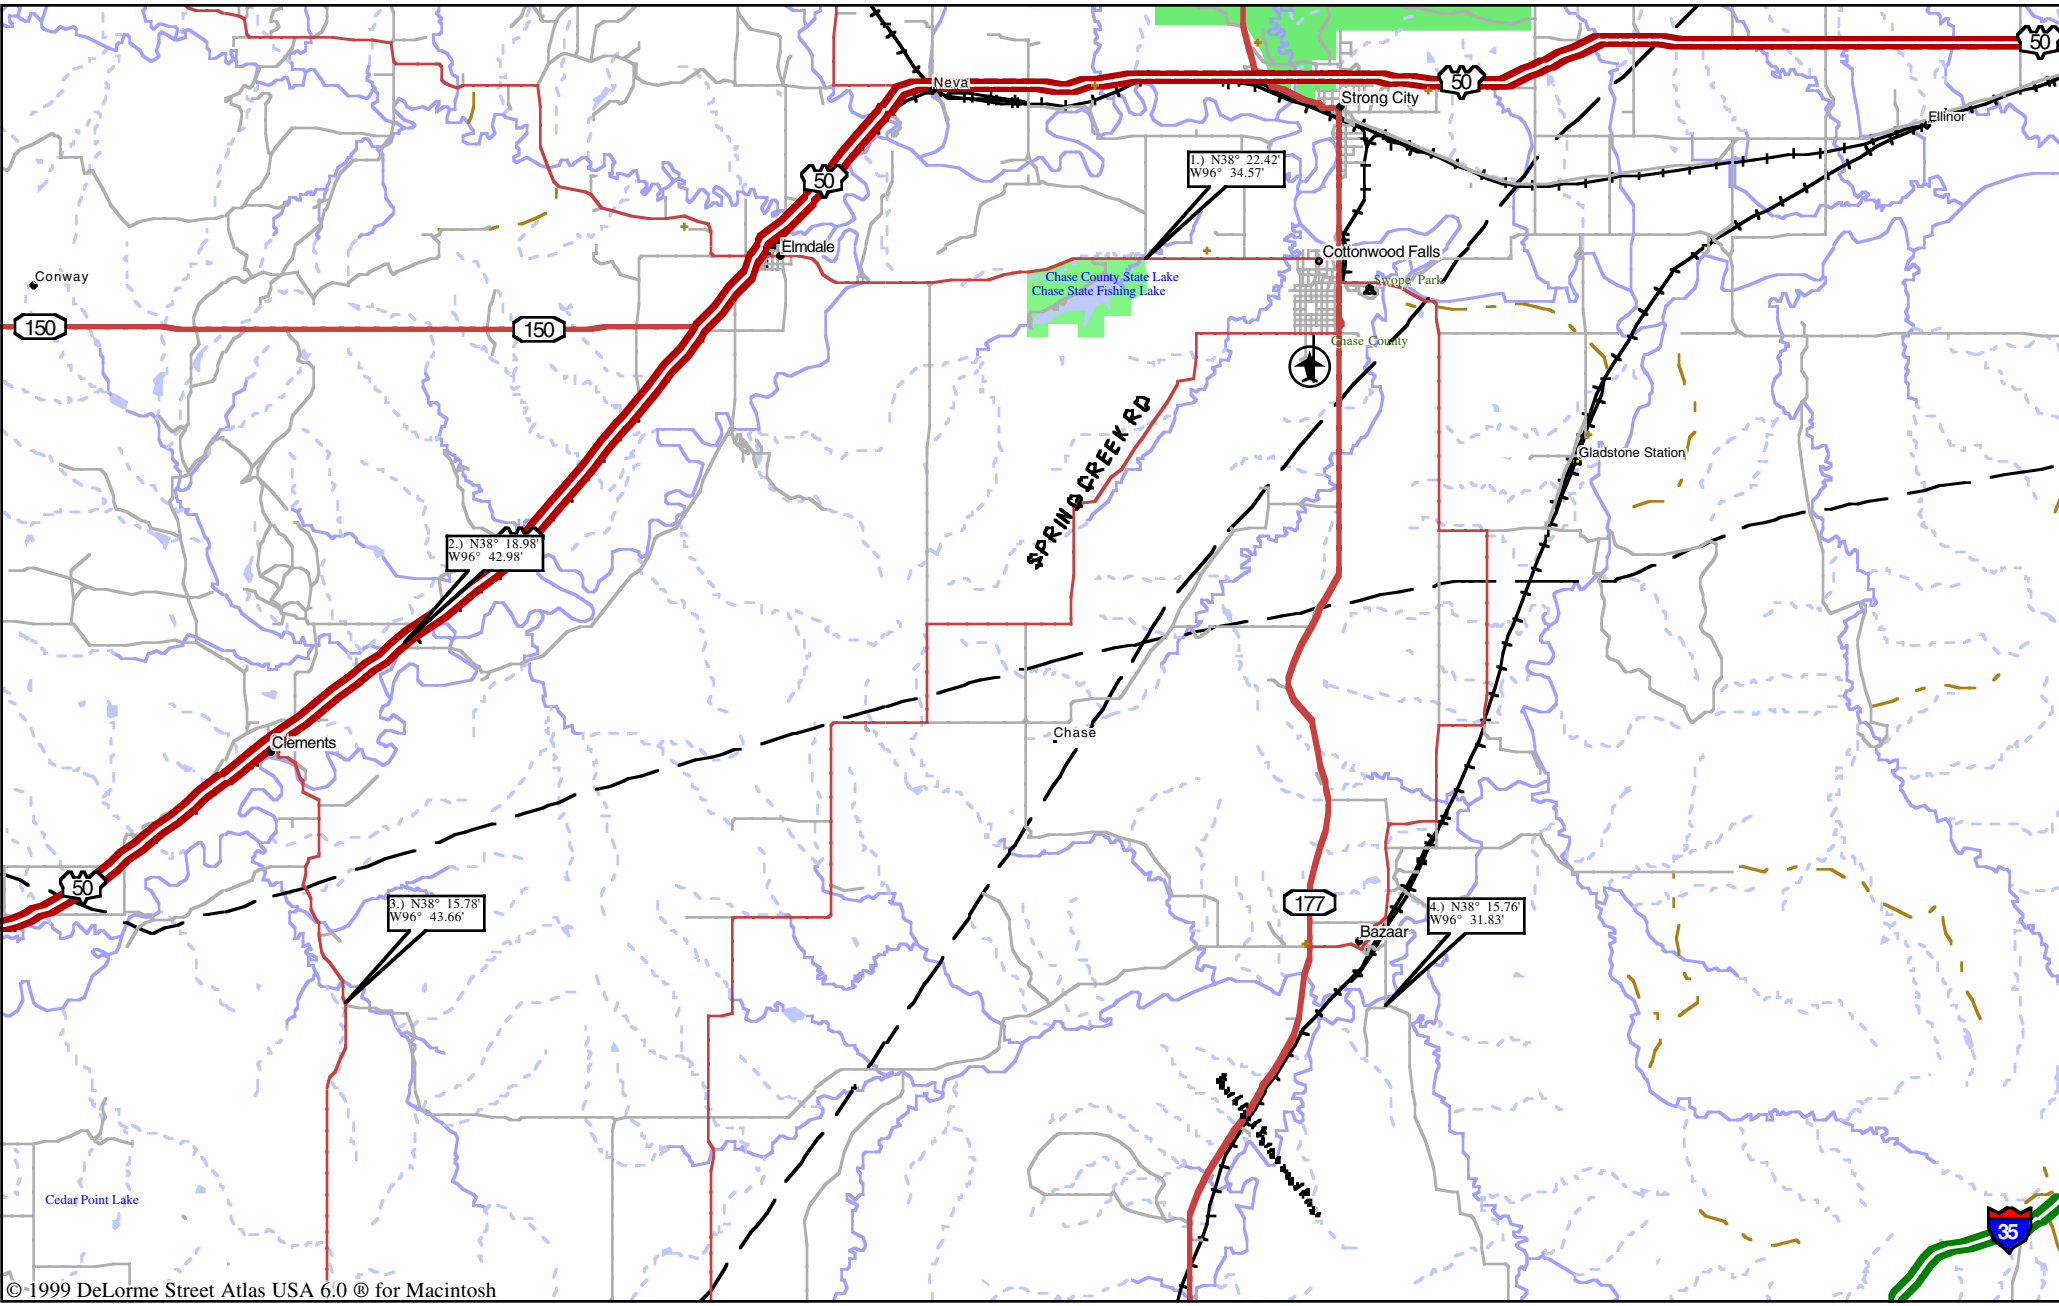 50
Neva
50
Strong City
Ellinor
1.) N38° 22.42'
W96° 34.57'
50
Elmdale
Cottonwood Falls
Conway
Chase County State Lake
Chase State Fishing Lake
Swope Park
150
150
Chase County
SPRING CREEK RD
Gladstone Station
2.) N38° 18.98'
W96° 42.98'
Chase
Clements
50
177
3.) N38° 15.78'
W96° 43.66'
4.) N38° 15.76'
W96° 31.83'
Bazaar
Cedar Point Lake
35
© 1999 DeLorme Street Atlas USA 6.0 ® for Macintosh